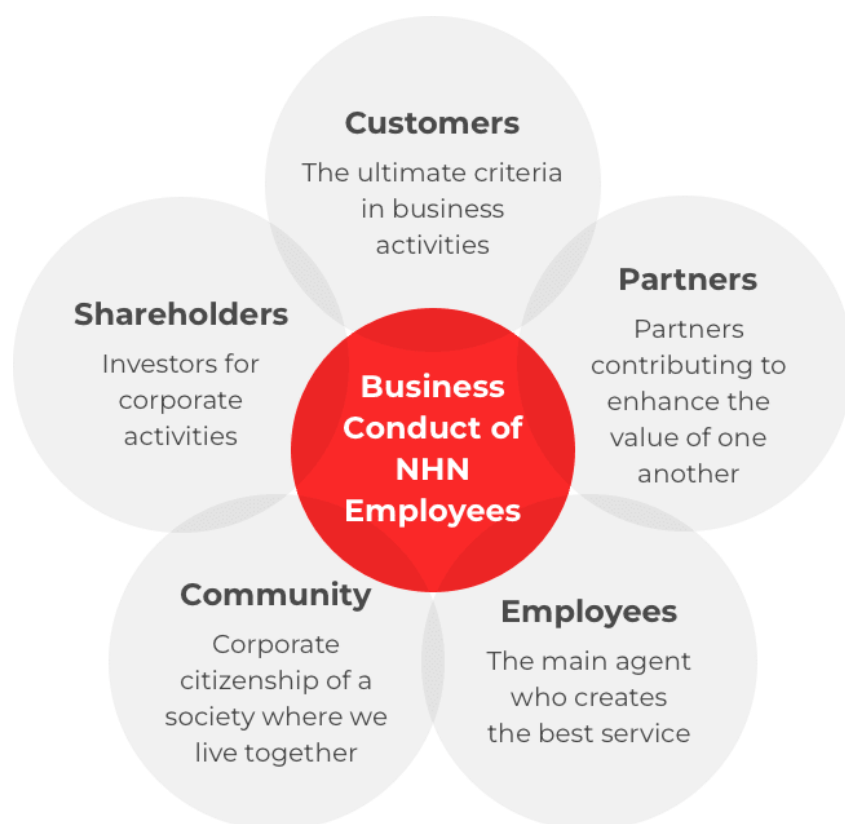 Customers
The ultimate criteria
in business
activities
Partners
Partners
contributing to
enhance the
value of one
another
Shareholders
Investors for
corporate
activities
Business
Conduct of
NHN
Employees
Community
Corporate
citizenship of a
society where we
live together
Employees
The main agent
who creates
the best service